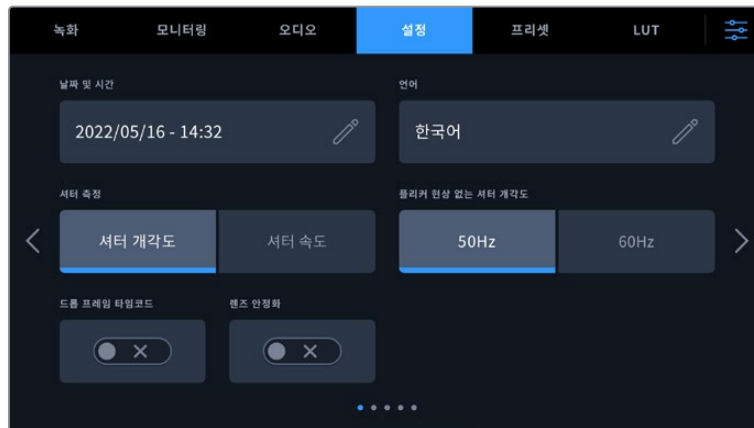 녹화 모니터링 오디오 설정 프리셋 LUT
날짜 및 시간 언어
2022/05/16 - 14:32 한국어
셔터 측정 플리커 현상 없는 셔터 개각도
셔터 개각도 셔터 속도 50Hz 60Hz
드롭 프레임 타임코드 렌즈 안정화